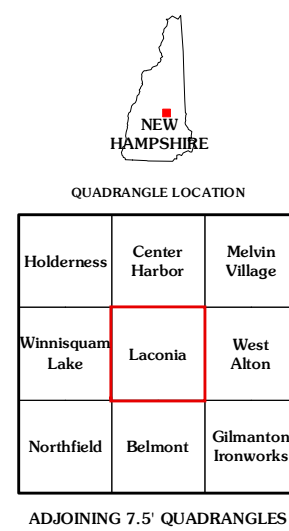 NEW
HAMPSHIRE
QUADRANGLE LOCATION
Holderness
Center
Harbor
Melvin
Village
Winnisquam
Lake
Laconia
West
Alton
Northfield
Belmont
Gilmanton
Ironworks
ADJOINING 7.5' QUADRANGLES